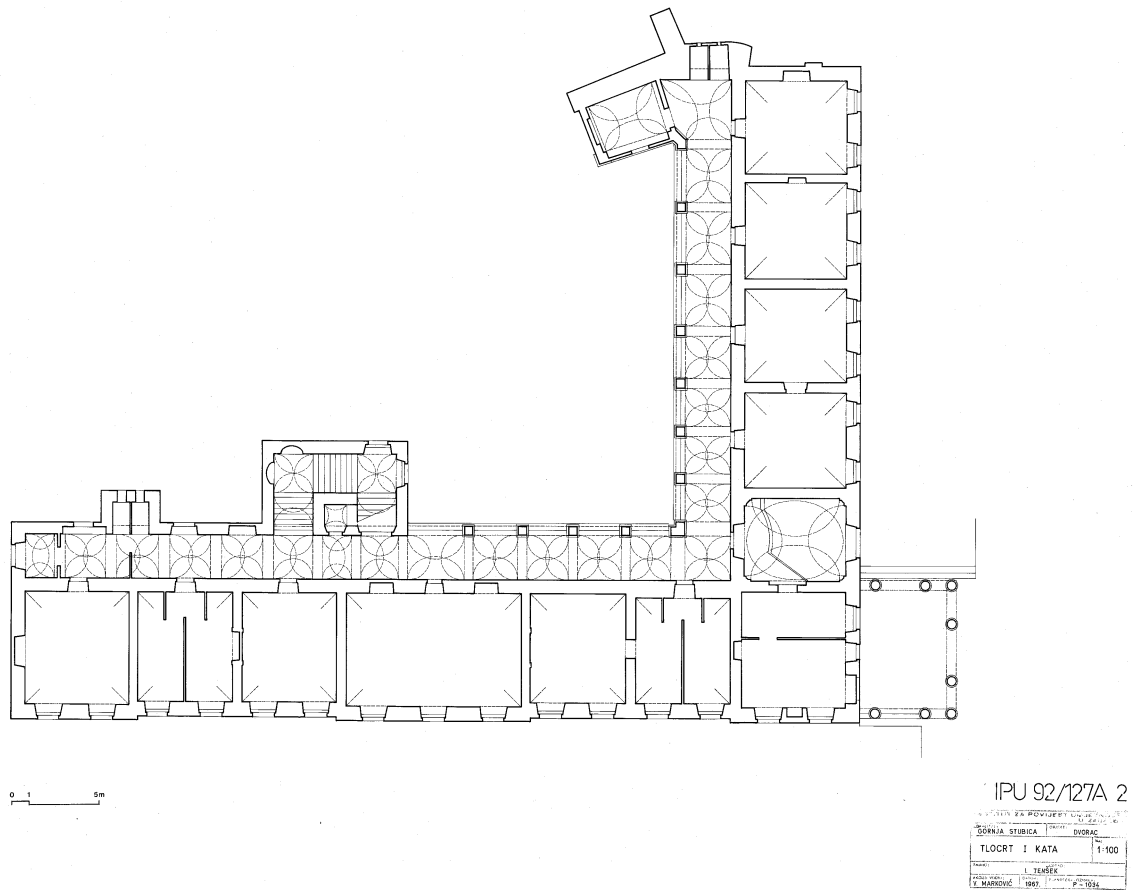 0 1 5m
IPU 92/127A 2
ZA POVIJEST
GORNJA STUBICA DVORAC
TLOCRT I KATA 1:100
I. TENŠEK
V. MARKOVIĆ 1967. P-1034